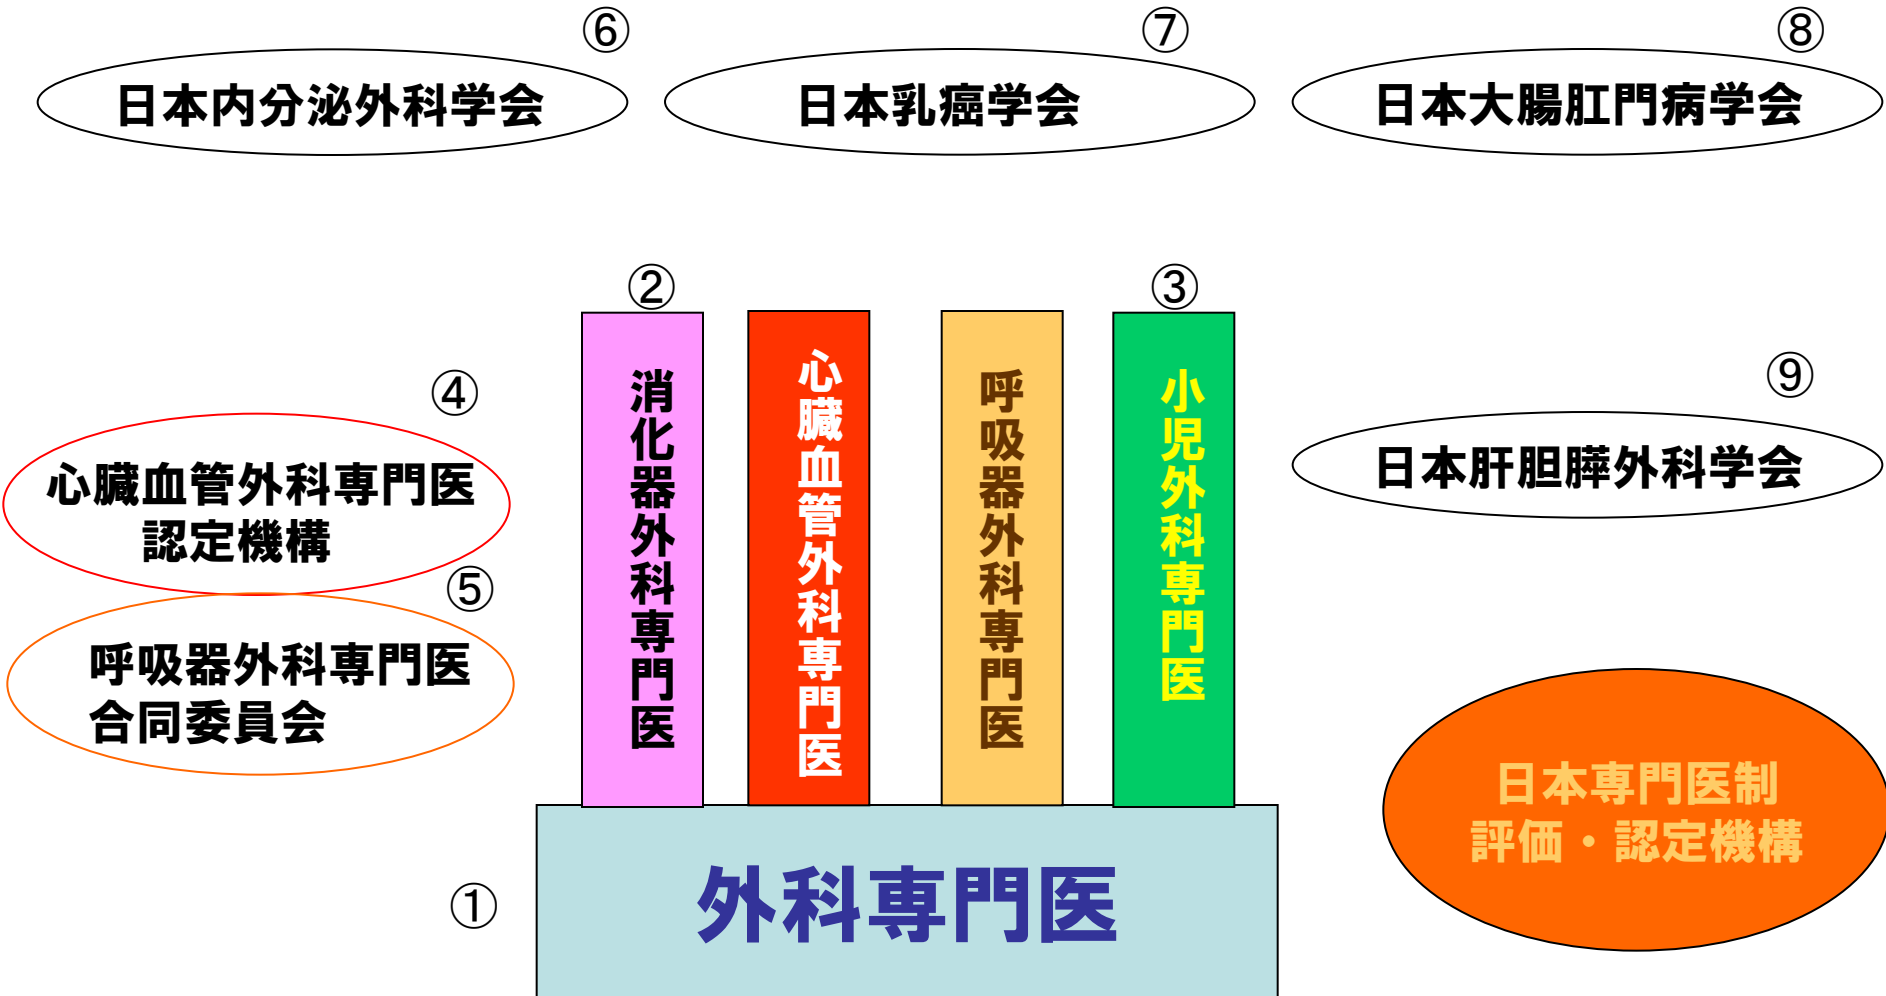 ⑥
日本内分泌外科学会
⑦
日本乳癌学会
⑧
日本大腸肛門病学会
②
消化器外科専門医
心臓血管外科専門医
呼吸器外科専門医
③
小児外科専門医
④
心臓血管外科専門医
認定機構
⑤
呼吸器外科専門医
合同委員会
⑨
日本肝胆膵外科学会
日本専門医制
評価・認定機構
①
外科専門医